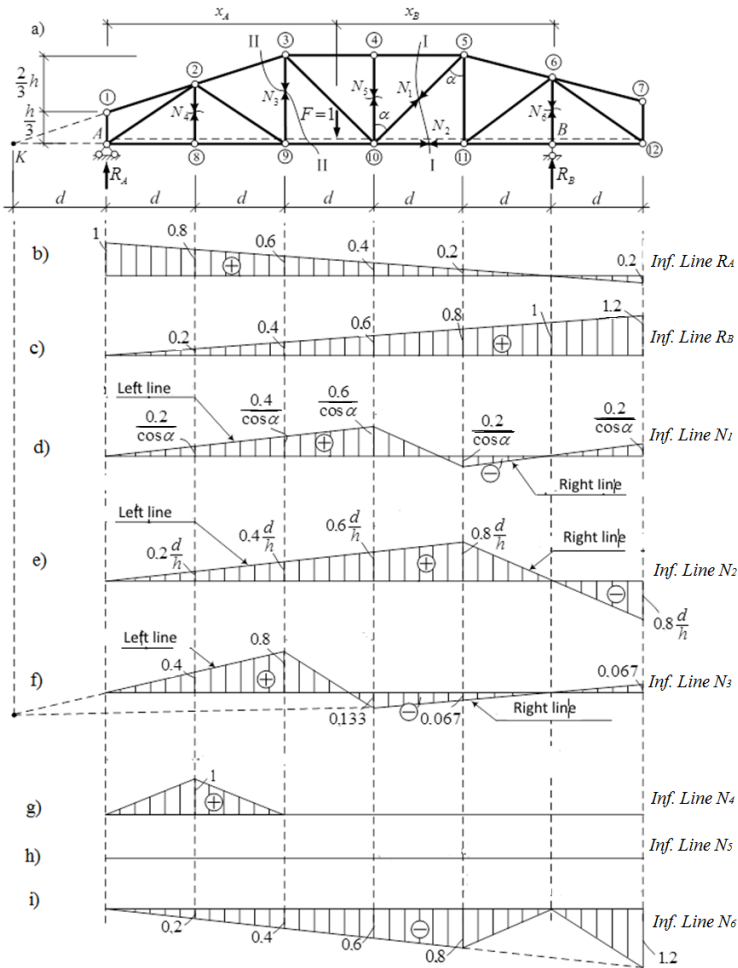 a)
x_A
x_B
II
3
4
5
I
2/3 h
h/3
1
2
6
7
N_3
N_4
N_5
N_1
N_2
N_6
F=1
α
α
A
B
K
8
9
10
11
12
II
I
R_A
R_B
d d d d d d d
b)
1 0.8 0.6 0.4 0.2 0.2
+
Inf. Line R_A
c)
0.2 0.4 0.6 0.8 1 1.2
+
Inf. Line R_B
d)
Left line
0.2/cosα 0.4/cosα 0.6/cosα 0.2/cosα 0.2/cosα
+
−
Right line
Inf. Line N_1
e)
Left line
0.2 d/h 0.4 d/h 0.6 d/h 0.8 d/h
Right line
+
−
0.8 d/h
Inf. Line N_2
f)
Left line
0.4 0.8 0.067
+
−
0,133 0.067
Right line
Inf. Line N_3
g)
1
+
Inf. Line N_4
h)
Inf. Line N_5
i)
0.2 0.4 0.6 0.8 1.2
−
Inf. Line N_6